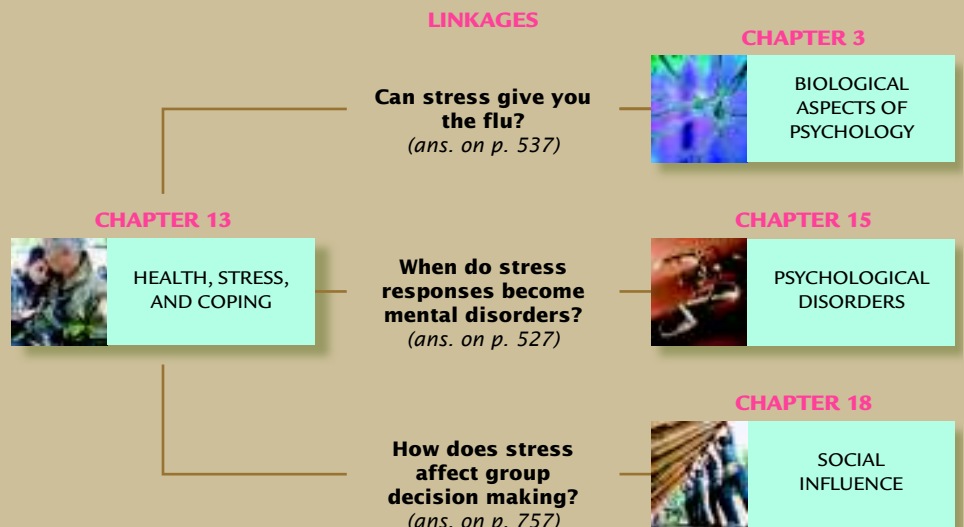 LINKAGES
CHAPTER 3
Can stress give you
the flu?
(ans. on p. 537)
BIOLOGICAL
ASPECTS OF
PSYCHOLOGY
CHAPTER 13
HEALTH, STRESS,
AND COPING
When do stress
responses become
mental disorders?
(ans. on p. 527)
CHAPTER 15
PSYCHOLOGICAL
DISORDERS
How does stress
affect group
decision making?
(ans. on p. 757)
CHAPTER 18
SOCIAL
INFLUENCE